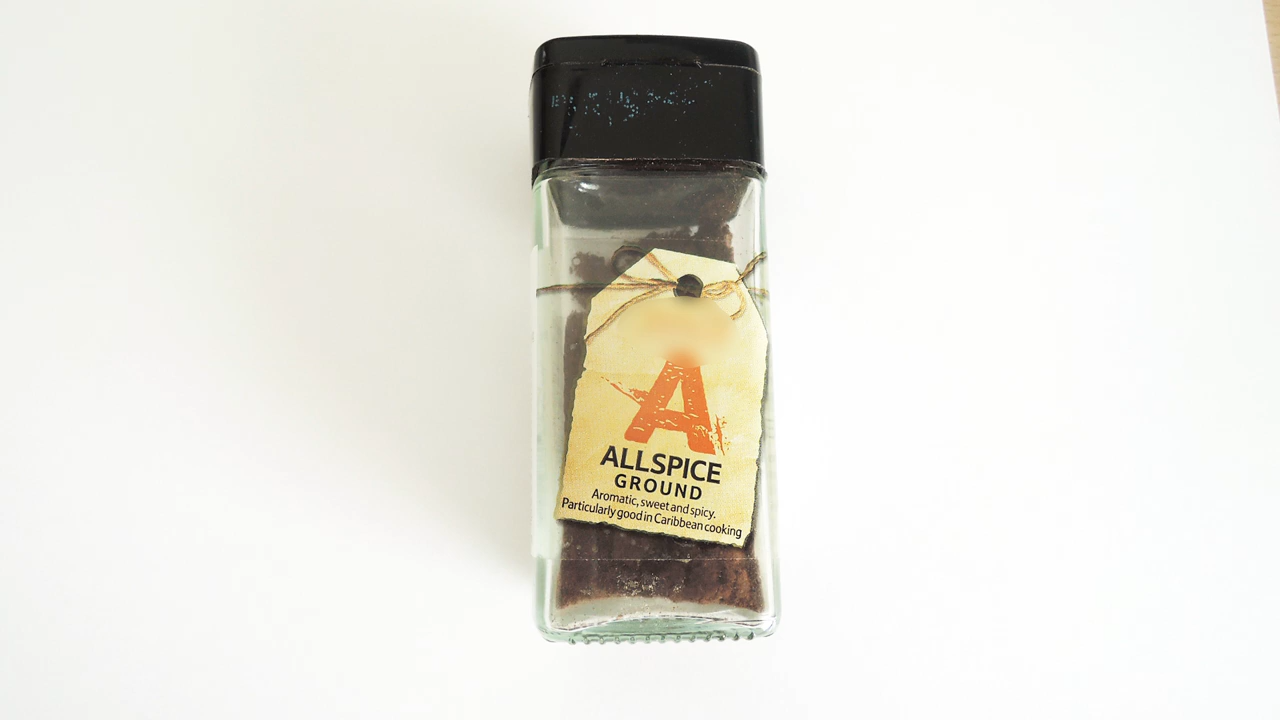 A
ALLSPICE
GROUND
Aromatic, sweet and spicy.
Particularly good in Caribbean cooking